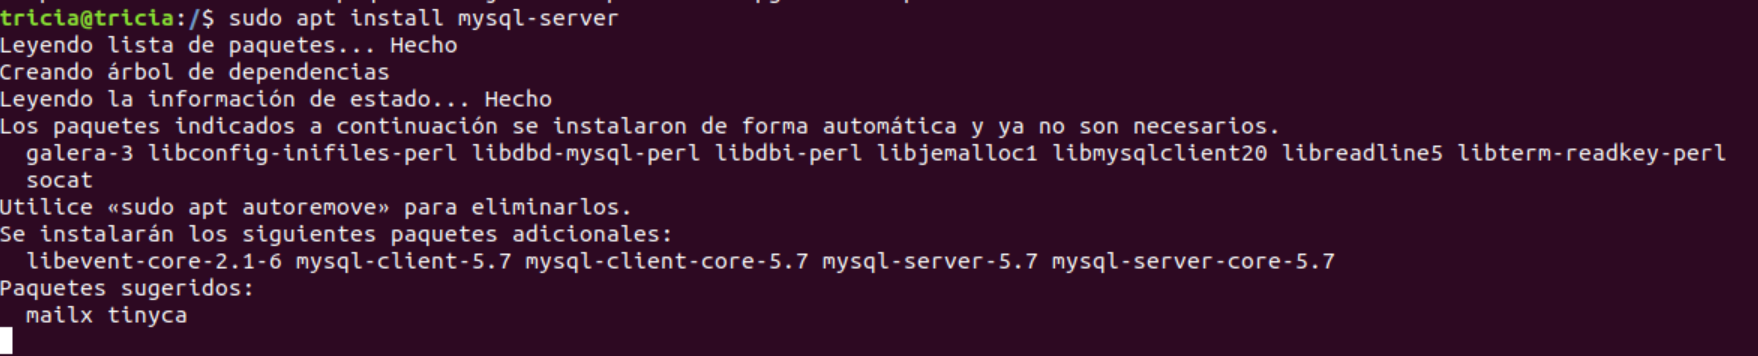 tricia@tricia:/$ sudo apt install mysql-server
Leyendo lista de paquetes... Hecho
Creando árbol de dependencias
Leyendo la información de estado... Hecho
Los paquetes indicados a continuación se instalaron de forma automática y ya no son necesarios.
  galera-3 libconfig-inifiles-perl libdbd-mysql-perl libdbi-perl libjemalloc1 libmysqlclient20 libreadline5 libterm-readkey-perl
  socat
Utilice «sudo apt autoremove» para eliminarlos.
Se instalarán los siguientes paquetes adicionales:
  libevent-core-2.1-6 mysql-client-5.7 mysql-client-core-5.7 mysql-server-5.7 mysql-server-core-5.7
Paquetes sugeridos:
  mailx tinyca